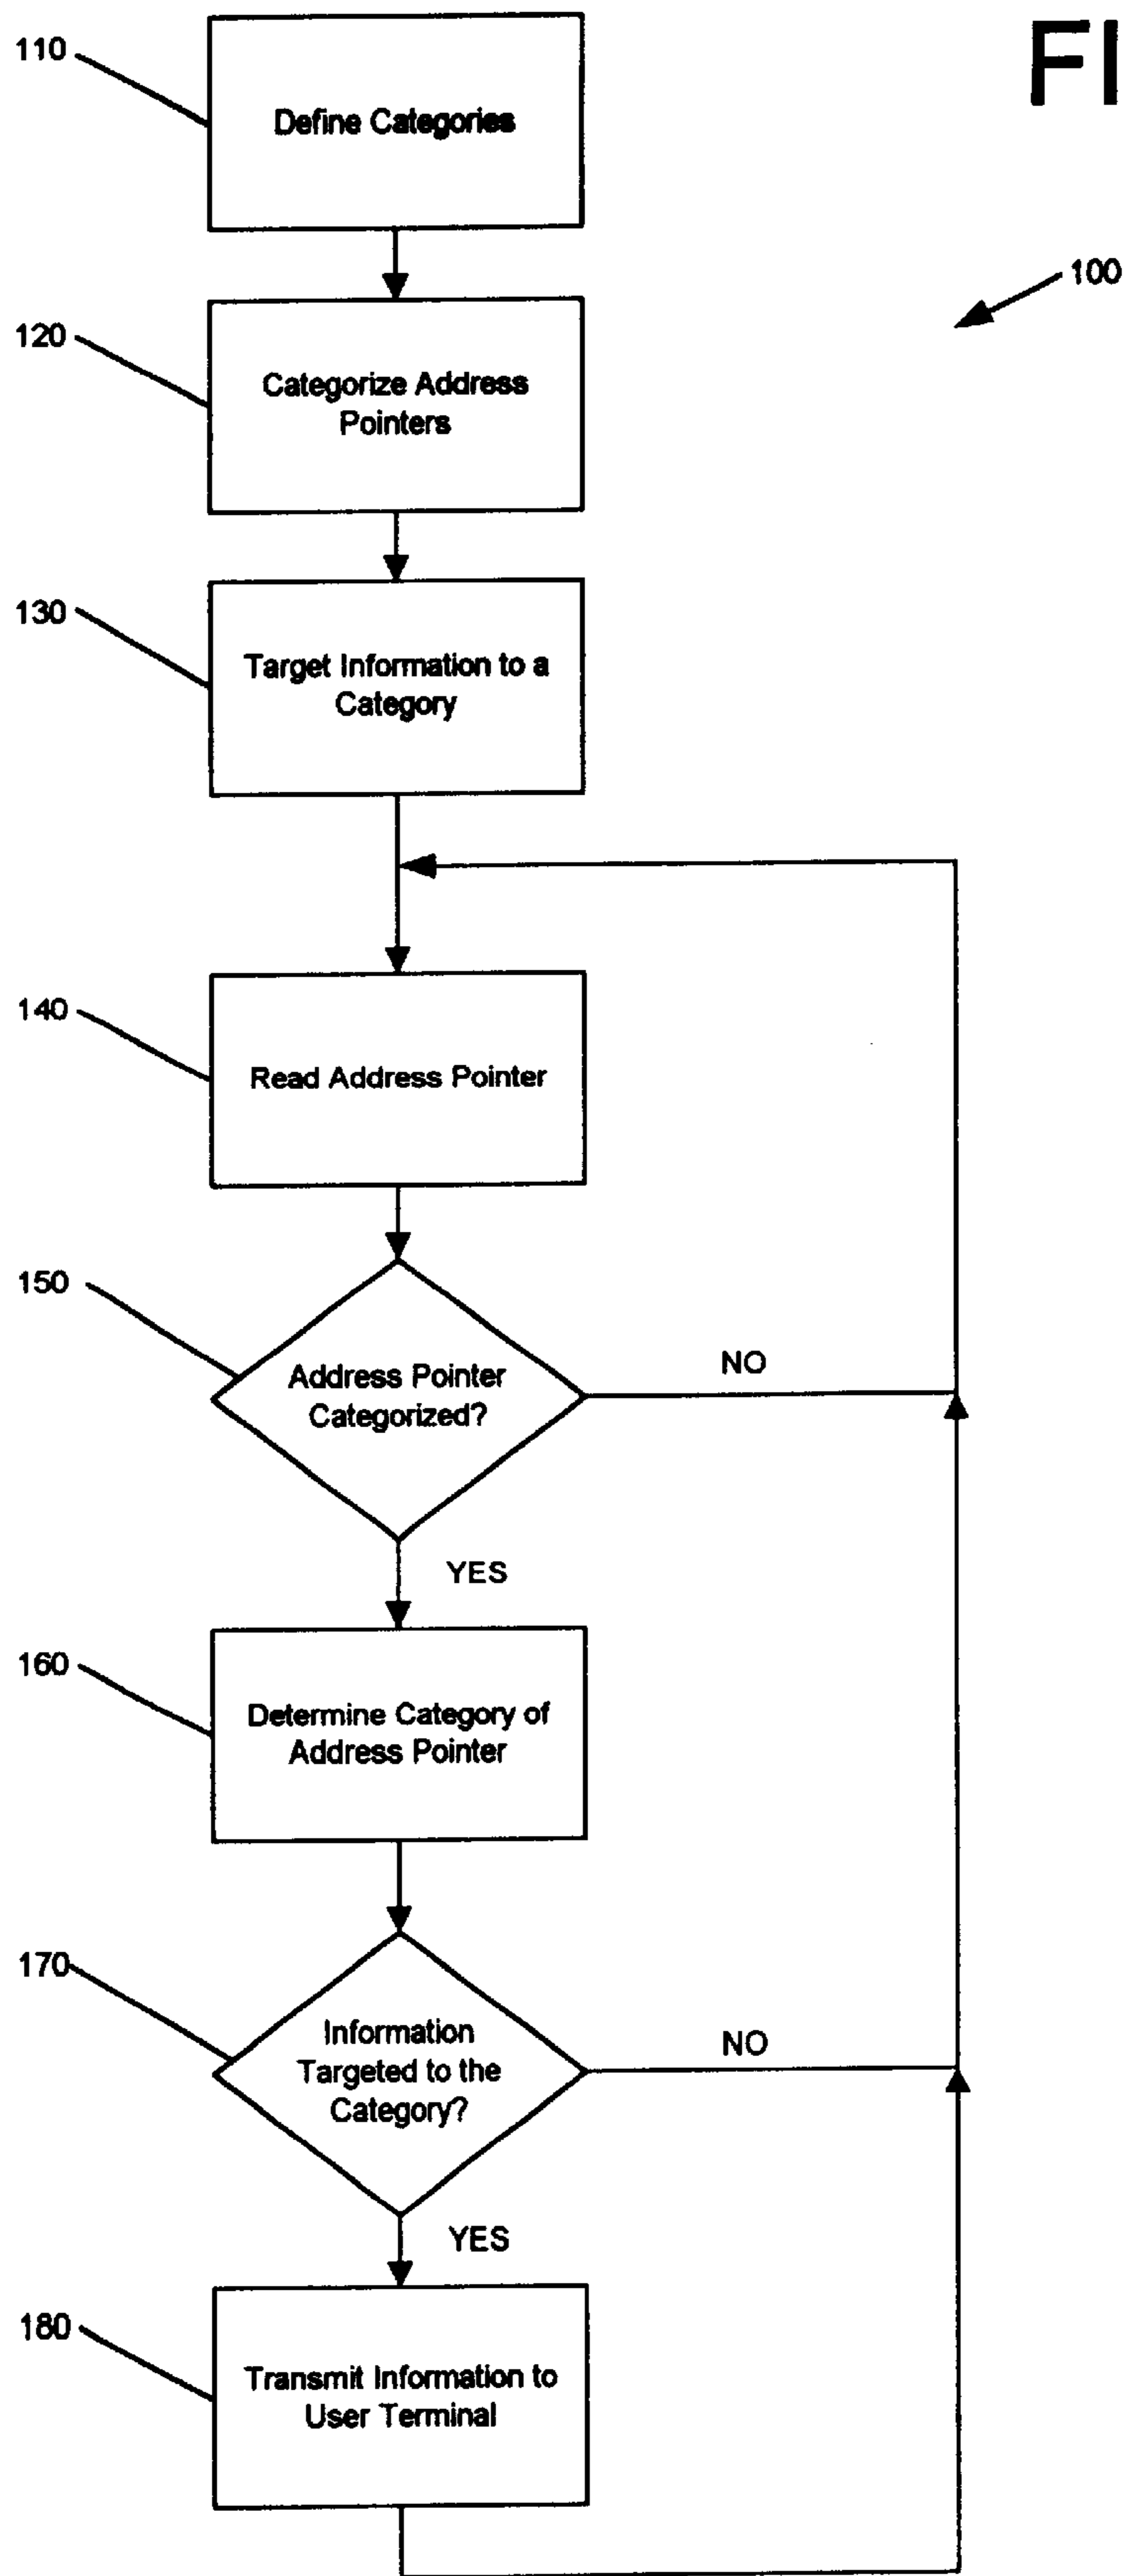 FI
110
Define Categories
100
120
Categorize Address
Pointers
130
Target Information to a
Category
140
Read Address Pointer
150
Address Pointer
Categorized?
NO
YES
160
Determine Category of
Address Pointer
170
Information
Targeted to the
Category?
NO
YES
180
Transmit Information to
User Terminal